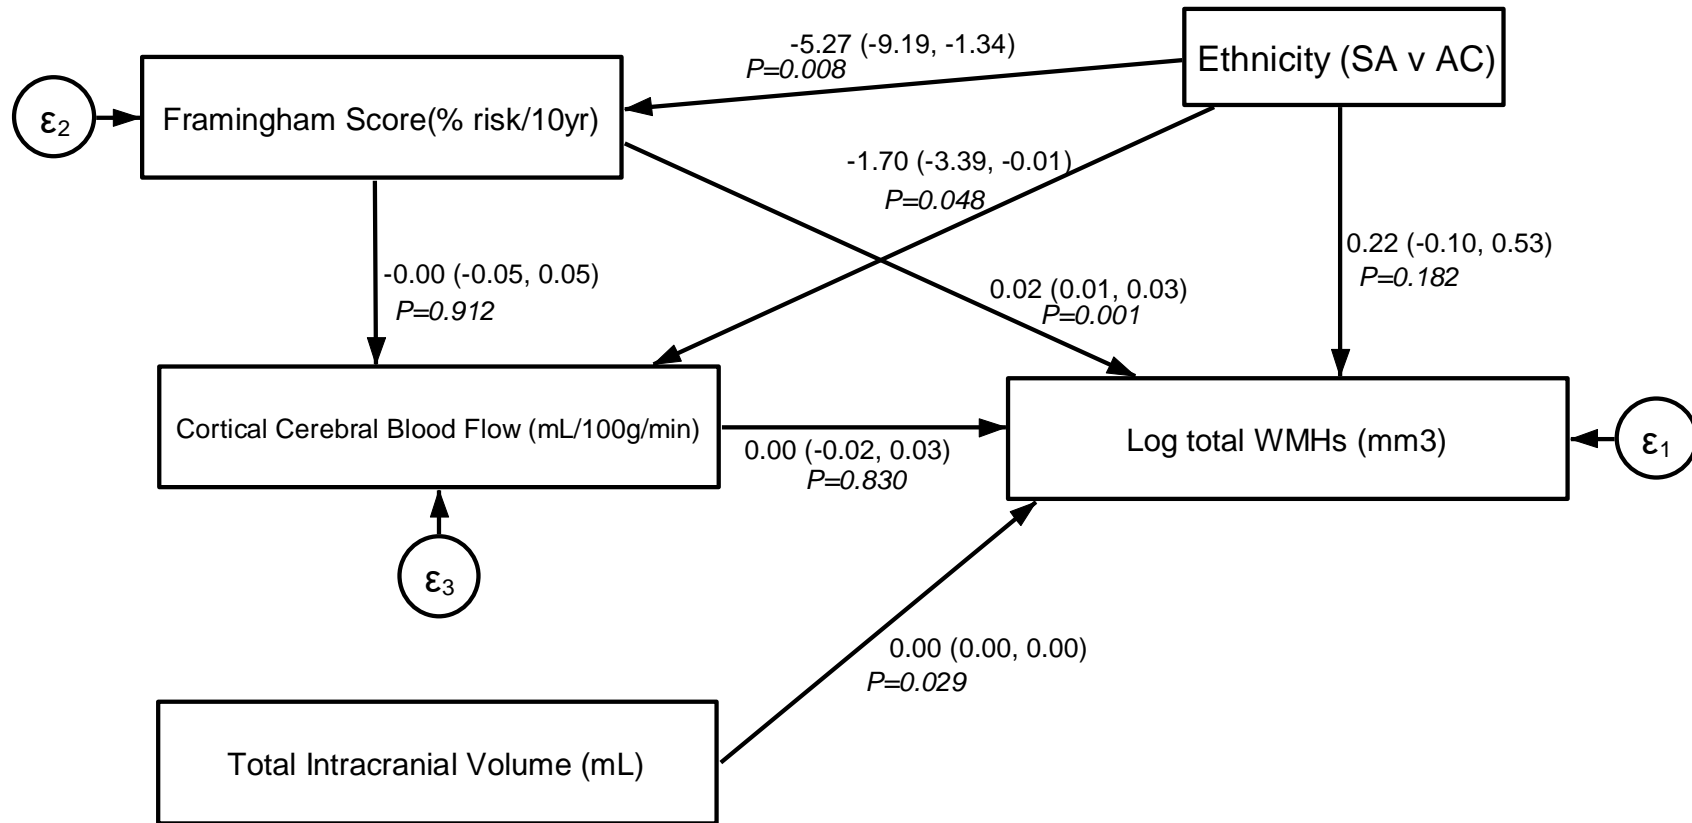 -5.27 (-9.19, -1.34)
P=0.008
Ethnicity (SA v AC)
ε2
Framingham Score(% risk/10yr)
-1.70 (-3.39, -0.01)
P=0.048
0.22 (-0.10, 0.53)
P=0.182
-0.00 (-0.05, 0.05)
P=0.912
0.02 (0.01, 0.03)
P=0.001
Cortical Cerebral Blood Flow (mL/100g/min)
0.00 (-0.02, 0.03)
P=0.830
Log total WMHs (mm3)
ε1
ε3
0.00 (0.00, 0.00)
P=0.029
Total Intracranial Volume (mL)